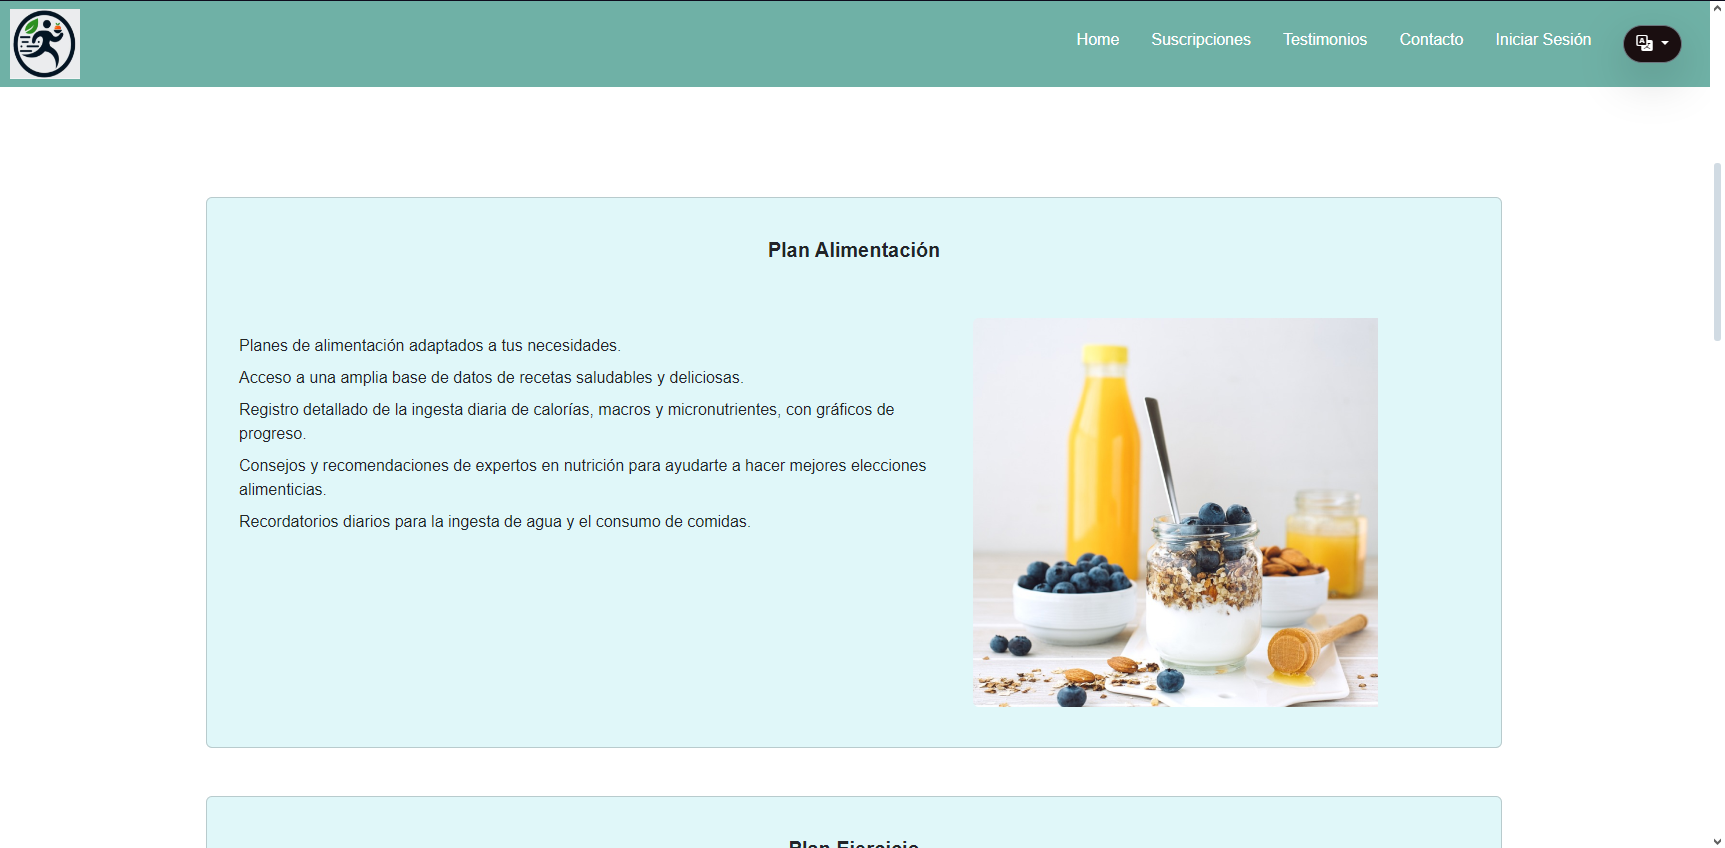 Home Suscripciones Testimonios Contacto Iniciar Sesión
Plan Alimentación
Planes de alimentación adaptados a tus necesidades.
Acceso a una amplia base de datos de recetas saludables y deliciosas.
Registro detallado de la ingesta diaria de calorías, macros y micronutrientes, con gráficos de
progreso.
Consejos y recomendaciones de expertos en nutrición para ayudarte a hacer mejores elecciones
alimenticias.
Recordatorios diarios para la ingesta de agua y el consumo de comidas.
Plan Ejercicio